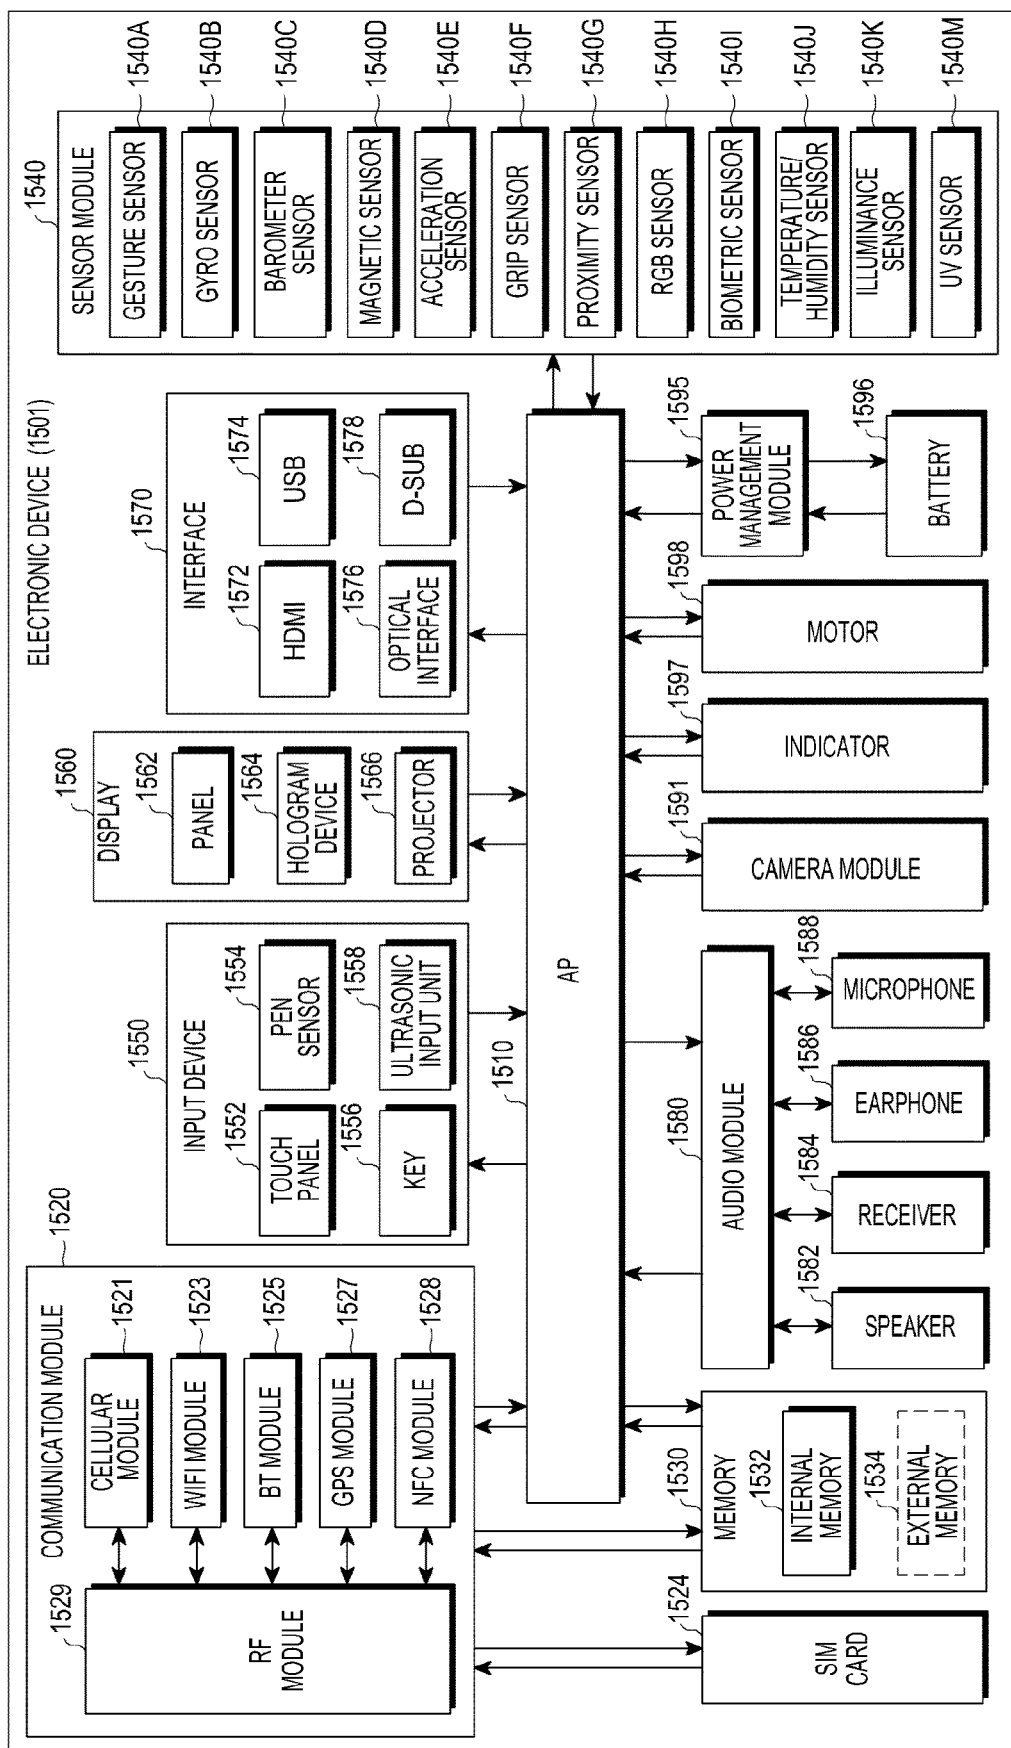 ELECTRONIC DEVICE (1501)
1520
COMMUNICATION MODULE
1529
RF
MODULE
CELLULAR
MODULE
1521
WIFI MODULE
1523
BT MODULE
1525
GPS MODULE
1527
NFC MODULE
1528
1550
INPUT DEVICE
1552
TOUCH
PANEL
1554
PEN
SENSOR
1556
KEY
1558
ULTRASONIC
INPUT UNIT
1560
DISPLAY
1562
PANEL
1564
HOLOGRAM
DEVICE
1566
PROJECTOR
1570
INTERFACE
1572
HDMI
1574
USB
1576
OPTICAL
INTERFACE
1578
D-SUB
1540
SENSOR MODULE
GESTURE SENSOR
1540A
GYRO SENSOR
1540B
BAROMETER
SENSOR
1540C
MAGNETIC SENSOR
1540D
ACCELERATION
SENSOR
1540E
GRIP SENSOR
1540F
PROXIMITY SENSOR
1540G
RGB SENSOR
1540H
BIOMETRIC SENSOR
1540I
TEMPERATURE/
HUMIDITY SENSOR
1540J
ILLUMINANCE
SENSOR
1540K
UV SENSOR
1540M
1510
AP
1524
SIM
CARD
1530
MEMORY
1532
INTERNAL
MEMORY
1534
EXTERNAL
MEMORY
1580
AUDIO MODULE
1582
SPEAKER
1584
RECEIVER
1586
EARPHONE
1588
MICROPHONE
1591
CAMERA MODULE
1597
INDICATOR
1598
MOTOR
1595
POWER
MANAGEMENT
MODULE
1596
BATTERY